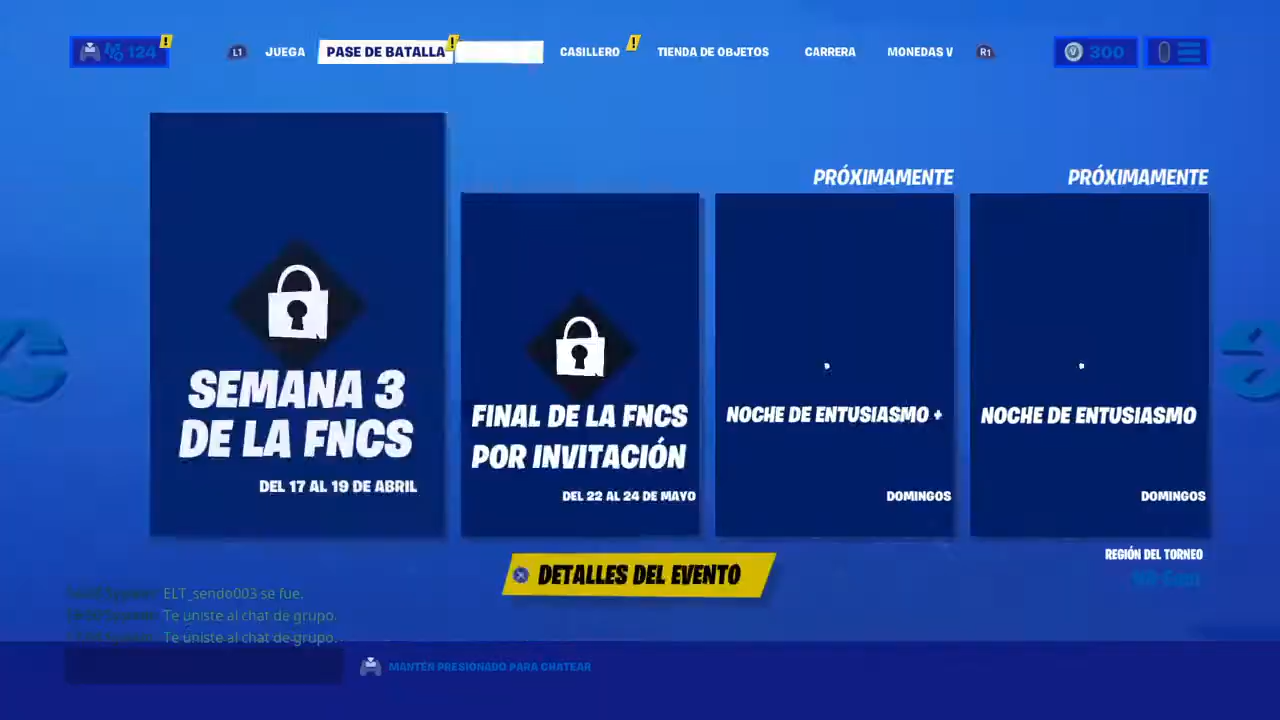 124
L1 JUEGA PASE DE BATALLA CASILLERO TIENDA DE OBJETOS CARRERA MONEDAS V R1
300
PRÓXIMAMENTE
PRÓXIMAMENTE
SEMANA 3
DE LA FNCS
DEL 17 AL 19 DE ABRIL
FINAL DE LA FNCS
POR INVITACIÓN
DEL 22 AL 24 DE MAYO
NOCHE DE ENTUSIASMO +
DOMINGOS
NOCHE DE ENTUSIASMO
DOMINGOS
DETALLES DEL EVENTO
REGIÓN DEL TORNEO
ELT_sendo003 se fue.
Te uniste al chat de grupo.
Te uniste al chat de grupo.
MANTÉN PRESIONADO PARA CHATEAR